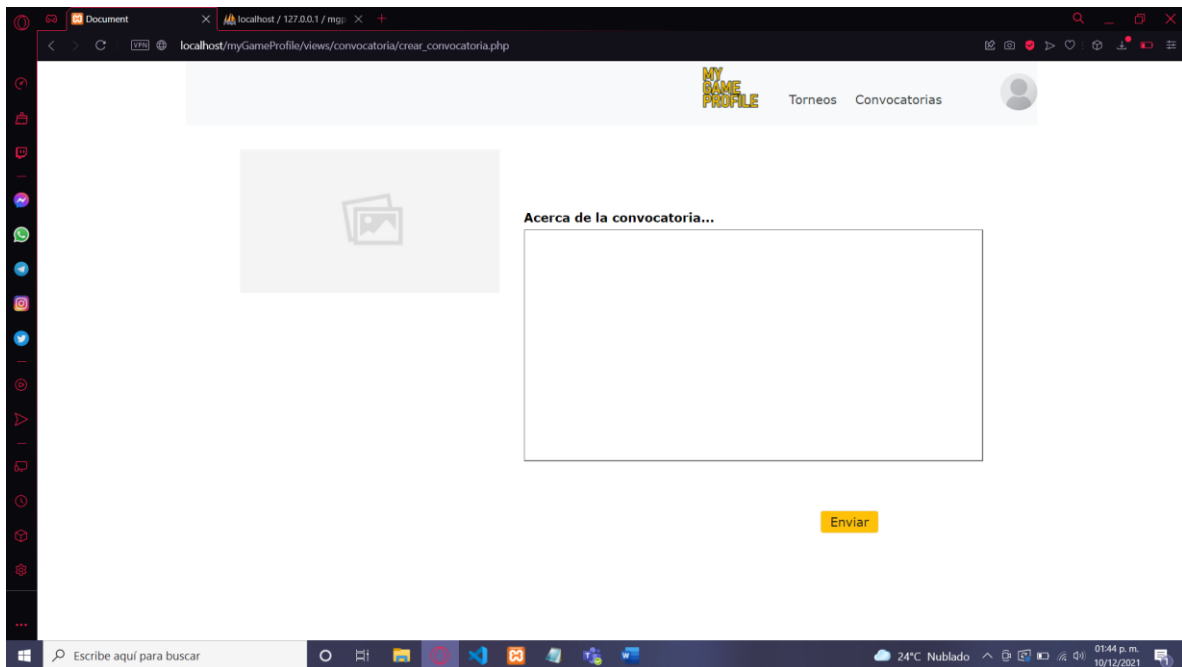 Document
localhost / 127.0.0.1 / mgp
VPN
localhost/myGameProfile/views/convocatoria/crear_convocatoria.php
MY
GAME
PROFILE
Torneos
Convocatorias
Acerca de la convocatoria...
Enviar
Escribe aquí para buscar
24°C Nublado
01:44 p. m.
10/12/2021